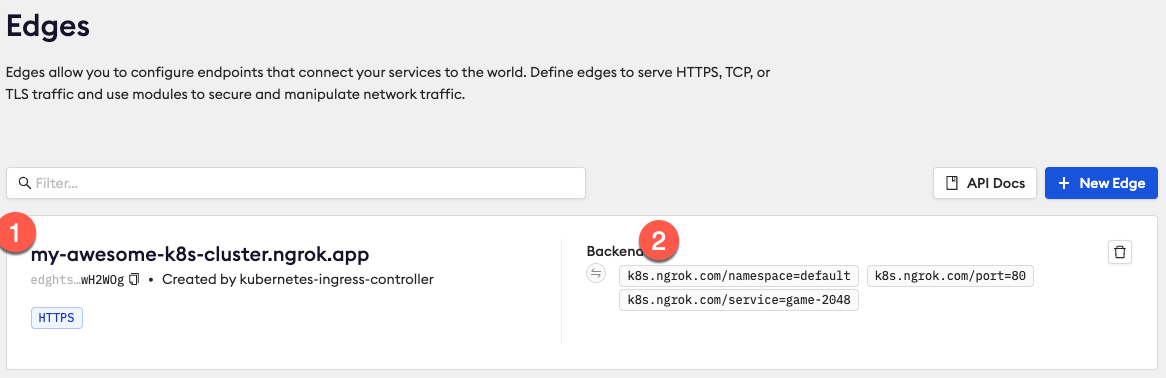 Edges
Edges allow you to configure endpoints that connect your services to the world. Define edges to serve HTTPS, TCP, or
TLS traffic and use modules to secure and manipulate network traffic.
Filter...
API Docs
+ New Edge
1
my-awesome-k8s-cluster.ngrok.app
edghts…wH2WOg • Created by kubernetes-ingress-controller
HTTPS
Backend
2
k8s.ngrok.com/namespace=default k8s.ngrok.com/port=80
k8s.ngrok.com/service=game-2048